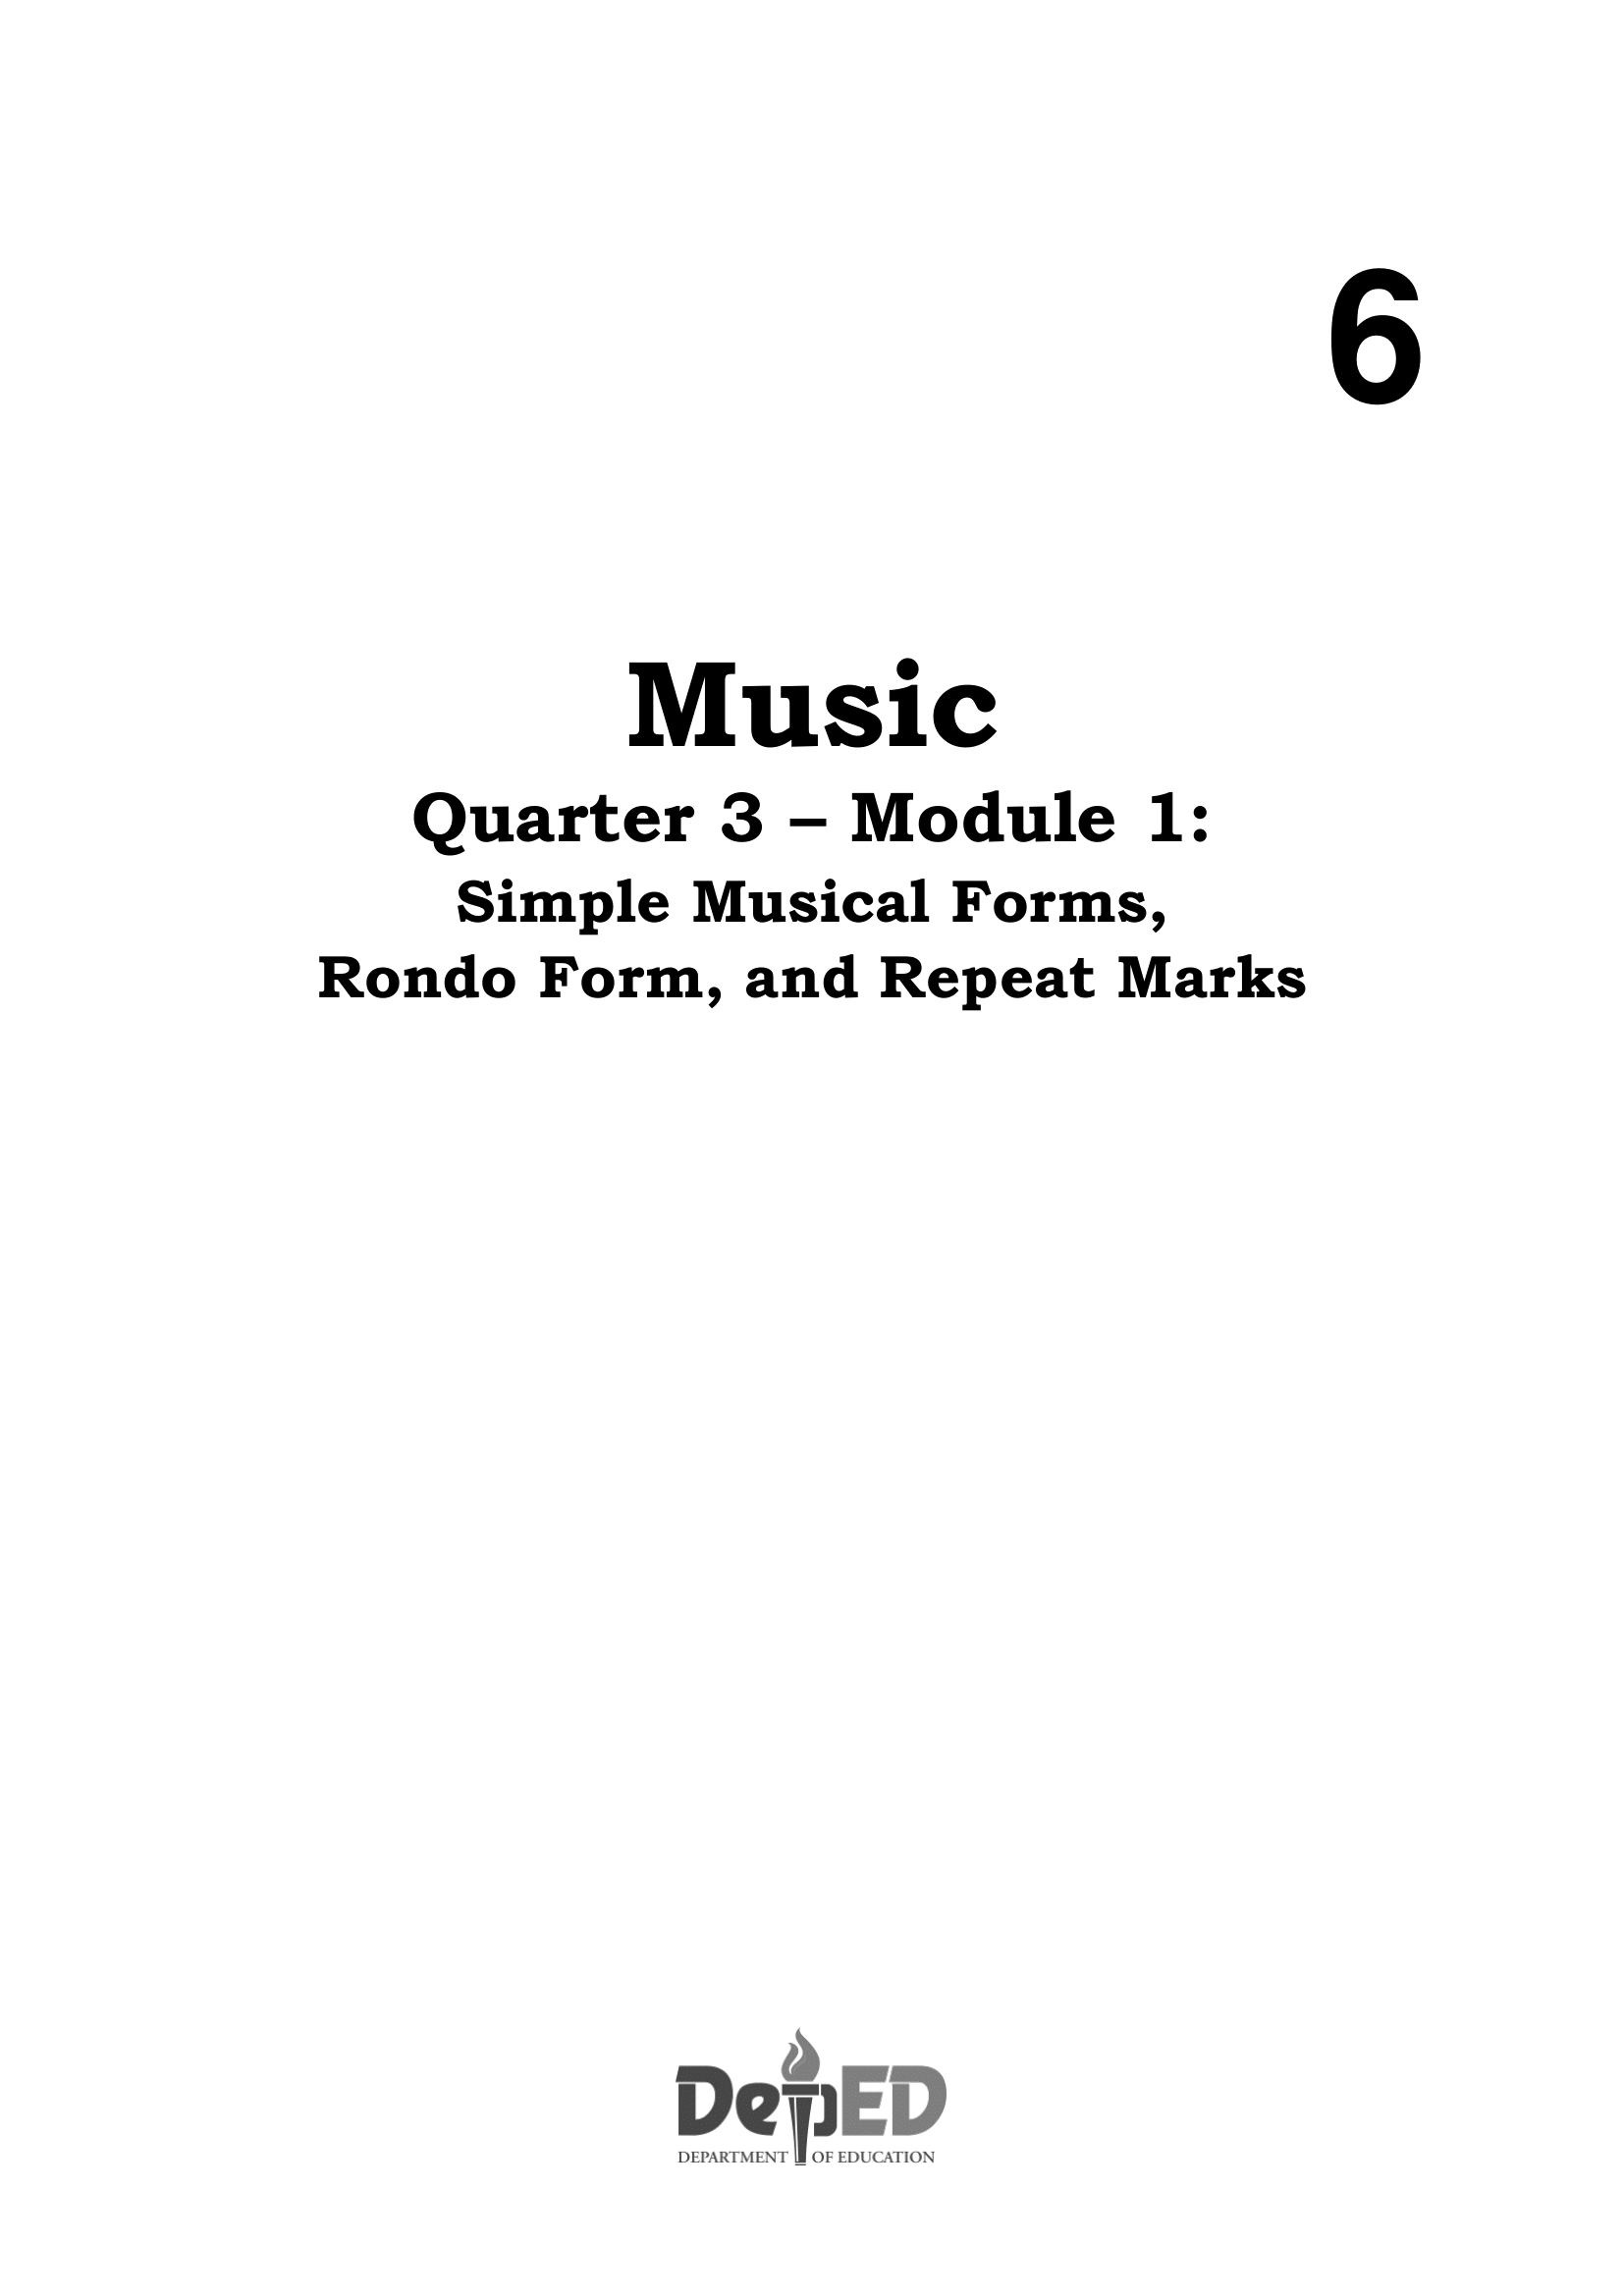 6
Music
Quarter 3 – Module 1:
Simple Musical Forms,
Rondo Form, and Repeat Marks
DepED
DEPARTMENT OF EDUCATION